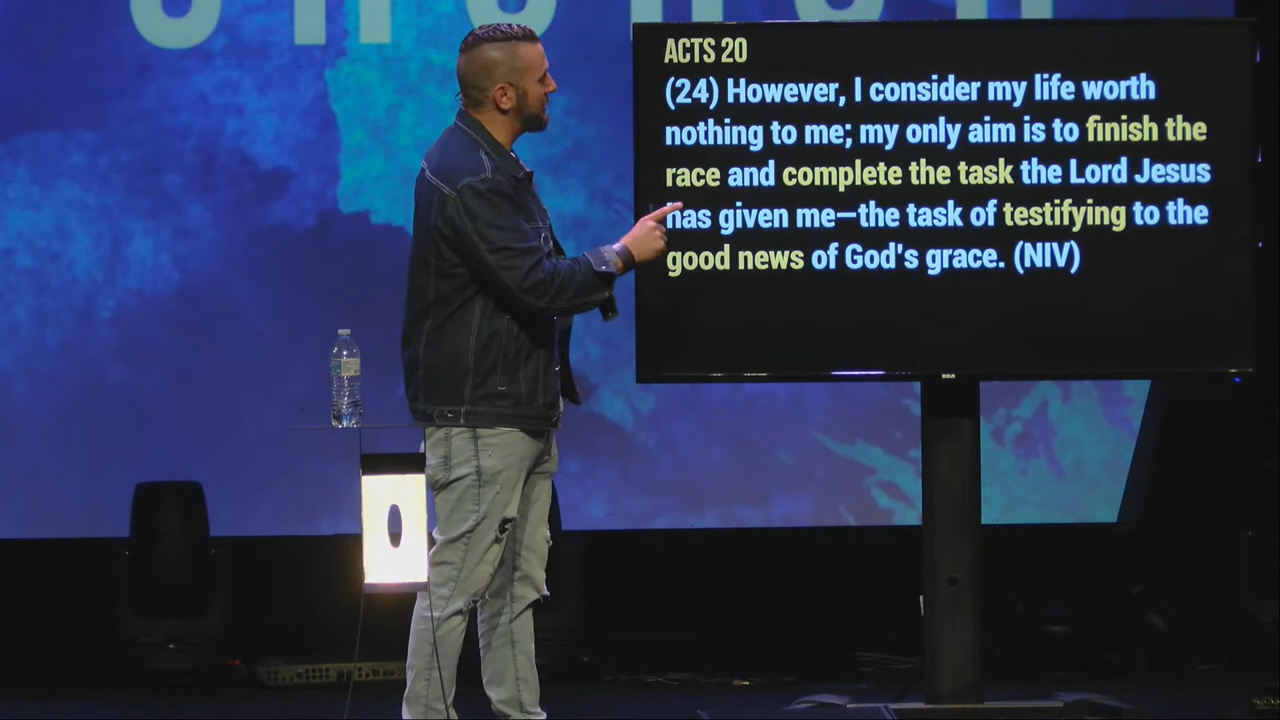 CHURCH
ACTS 20
(24) However, I consider my life worth
nothing to me; my only aim is to finish the
race and complete the task the Lord Jesus
has given me—the task of testifying to the
good news of God's grace. (NIV)
RCA